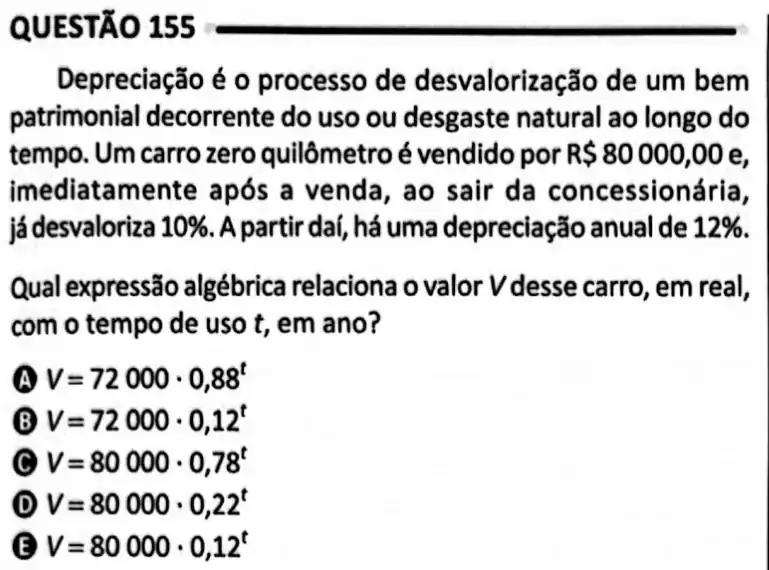 QUESTÃO 155
Depreciação é o processo de desvalorização de um bem
patrimonial decorrente do uso ou desgaste natural ao longo do
tempo. Um carro zero quilômetro é vendido por R$ 80 000,00 e,
imediatamente após a venda, ao sair da concessionária,
já desvaloriza 10%. A partir daí, há uma depreciação anual de 12%.
Qual expressão algébrica relaciona o valor V desse carro, em real,
com o tempo de uso t, em ano?
A V = 72 000 · 0,88^t
B V = 72 000 · 0,12^t
C V = 80 000 · 0,78^t
D V = 80 000 · 0,22^t
E V = 80 000 · 0,12^t